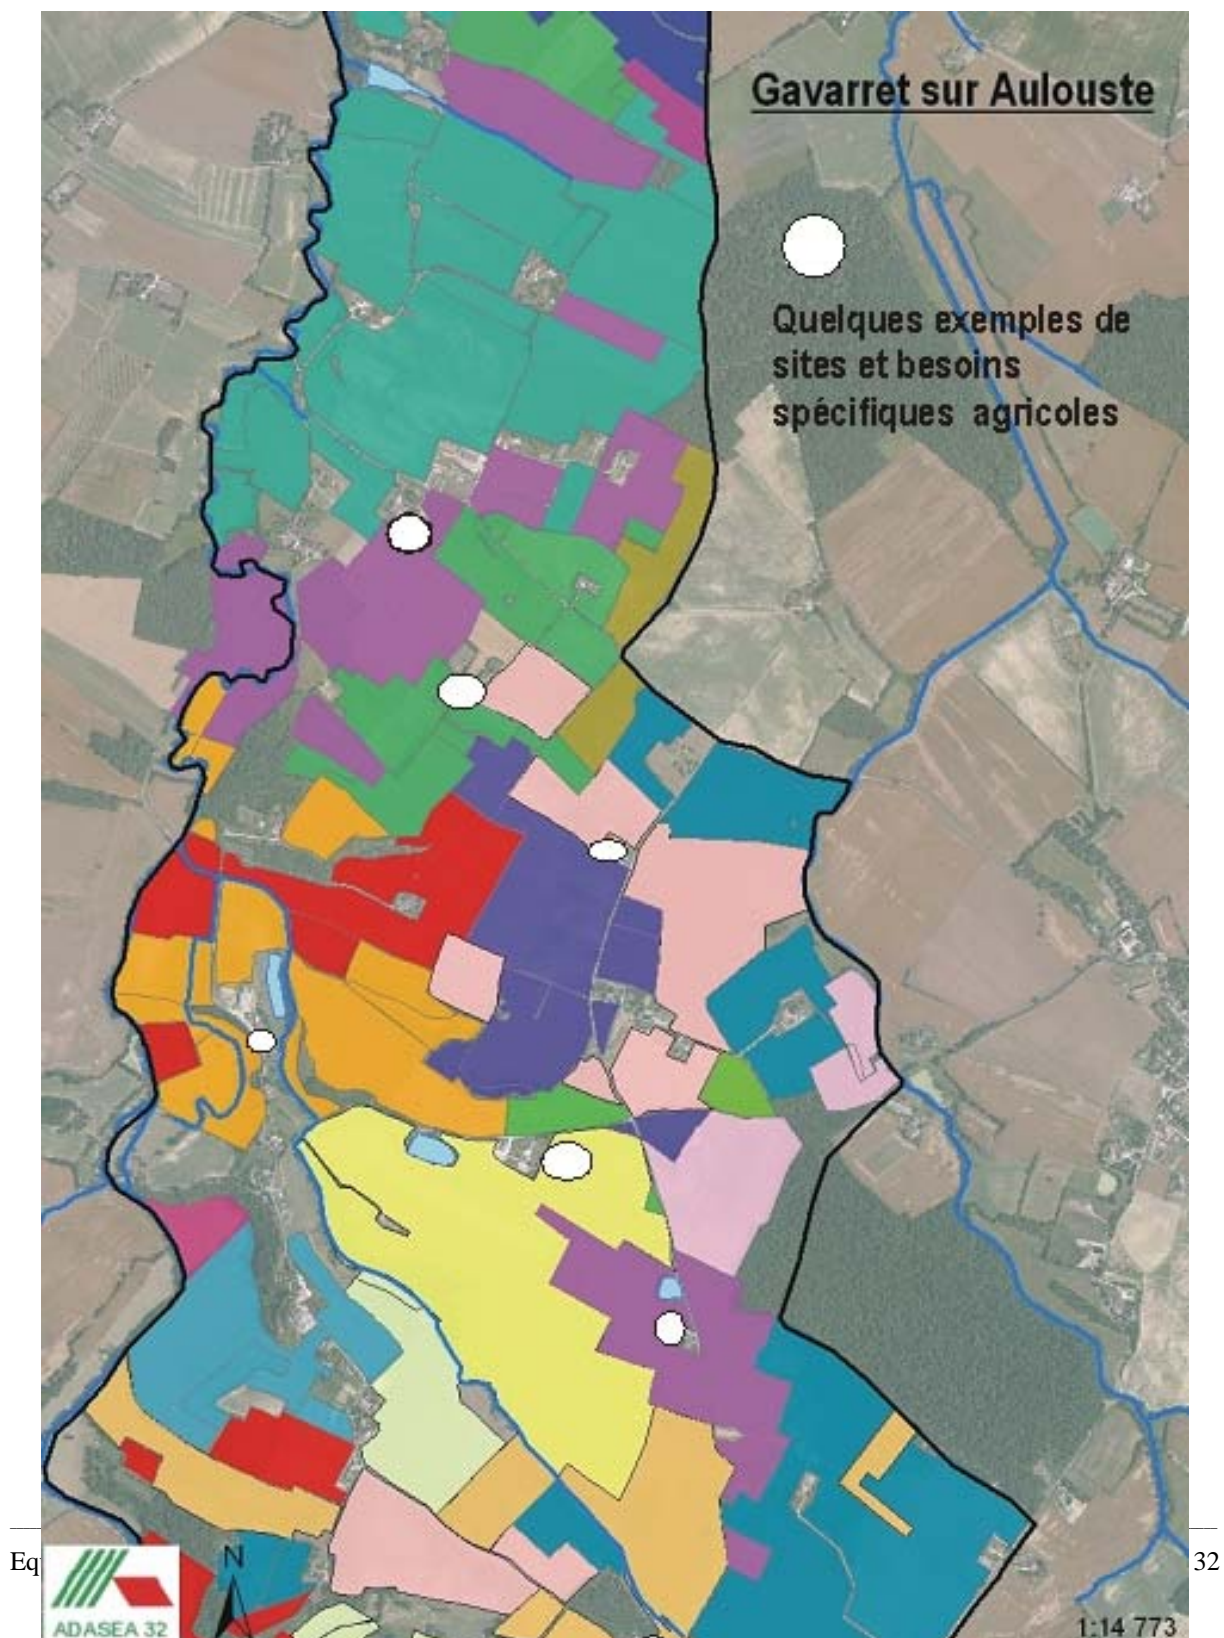 Gavarret sur Aulouste
Quelques exemples de
sites et besoins
spécifiques agricoles
Eq
32
N
ADASEA 32
1:14 773